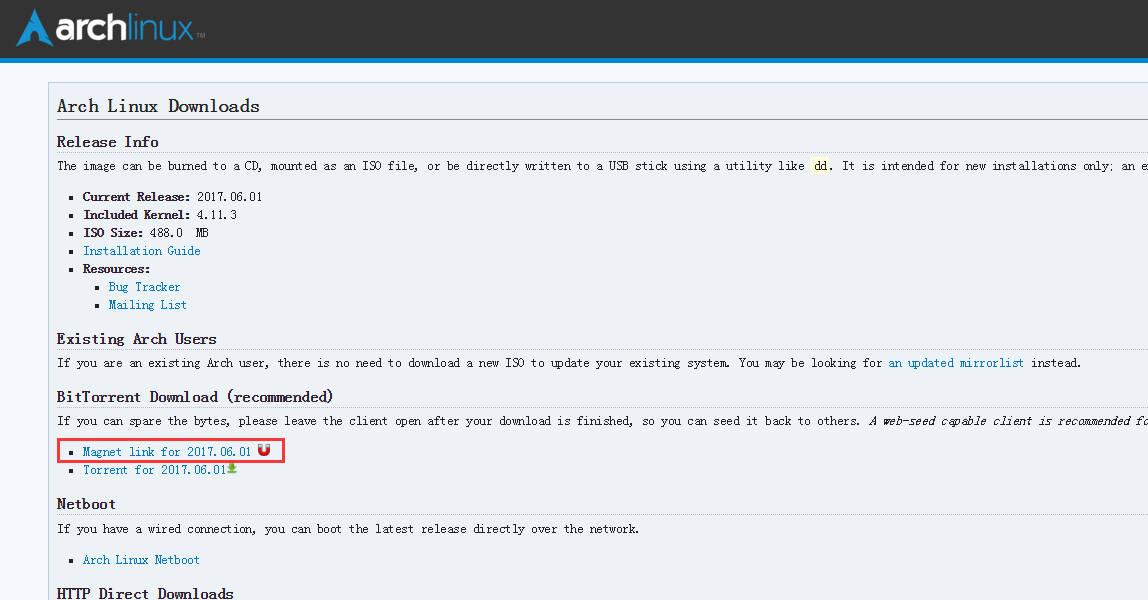 archlinux™
Arch Linux Downloads
Release Info
The image can be burned to a CD, mounted as an ISO file, or be directly written to a USB stick using a utility like dd. It is intended for new installations only; an
Current Release: 2017.06.01
Included Kernel: 4.11.3
ISO Size: 488.0 MB
Installation Guide
Resources:
Bug Tracker
Mailing List
Existing Arch Users
If you are an existing Arch user, there is no need to download a new ISO to update your existing system. You may be looking for an updated mirrorlist instead.
BitTorrent Download (recommended)
If you can spare the bytes, please leave the client open after your download is finished, so you can seed it back to others. A web-seed capable client is recommended
Magnet link for 2017.06.01
Torrent for 2017.06.01
Netboot
If you have a wired connection, you can boot the latest release directly over the network.
Arch Linux Netboot
HTTP Direct Downloads